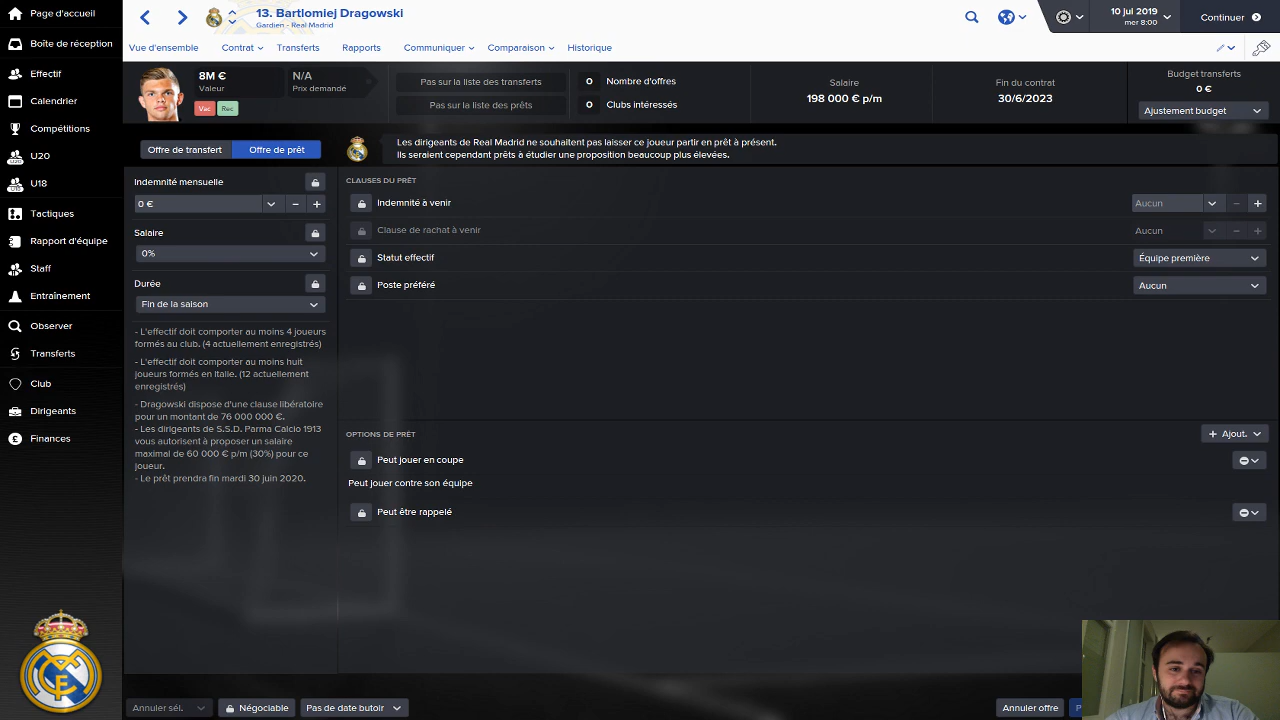 Page d'accueil
Boîte de réception
Effectif
Calendrier
Compétitions
U20
U18
Tactiques
Rapport d'équipe
Staff
Entraînement
Observer
Transferts
Club
Dirigeants
Finances
13. Bartlomiej Dragowski
Gardien - Real Madrid
10 jul 2019
mer 8:00
Continuer
Vue d'ensemble
Contrat
Transferts
Rapports
Communiquer
Comparaison
Historique
8M €
Valeur
Vac
Rec
N/A
Prix demandé
Pas sur la liste des transferts
Pas sur la liste des prêts
0 Nombre d'offres
0 Clubs intéressés
Salaire
198 000 € p/m
Fin du contrat
30/6/2023
Budget transferts
0 €
Ajustement budget
Offre de transfert
Offre de prêt
Les dirigeants de Real Madrid ne souhaitent pas laisser ce joueur partir en prêt à présent.
Ils seraient cependant prêts à étudier une proposition beaucoup plus élevées.
Indemnité mensuelle
0 €
Salaire
0%
Durée
Fin de la saison
- L'effectif doit comporter au moins 4 joueurs
formés au club. (4 actuellement enregistrés)
- L'effectif doit comporter au moins huit
joueurs formés en Italie. (12 actuellement
enregistrés)
- Dragowski dispose d'une clause libératoire
pour un montant de 76 000 000 €.
- Les dirigeants de S.S.D. Parma Calcio 1913
vous autorisent à proposer un salaire
maximal de 60 000 € p/m (30%) pour ce
joueur.
- Le prêt prendra fin mardi 30 juin 2020.
CLAUSES DU PRÊT
Indemnité à venir
Aucun
Clause de rachat à venir
Aucun
Statut effectif
Équipe première
Poste préféré
Aucun
OPTIONS DE PRÊT
Ajout.
Peut jouer en coupe
Peut jouer contre son équipe
Peut être rappelé
Annuler sél.
Négociable
Pas de date butoir
Annuler offre